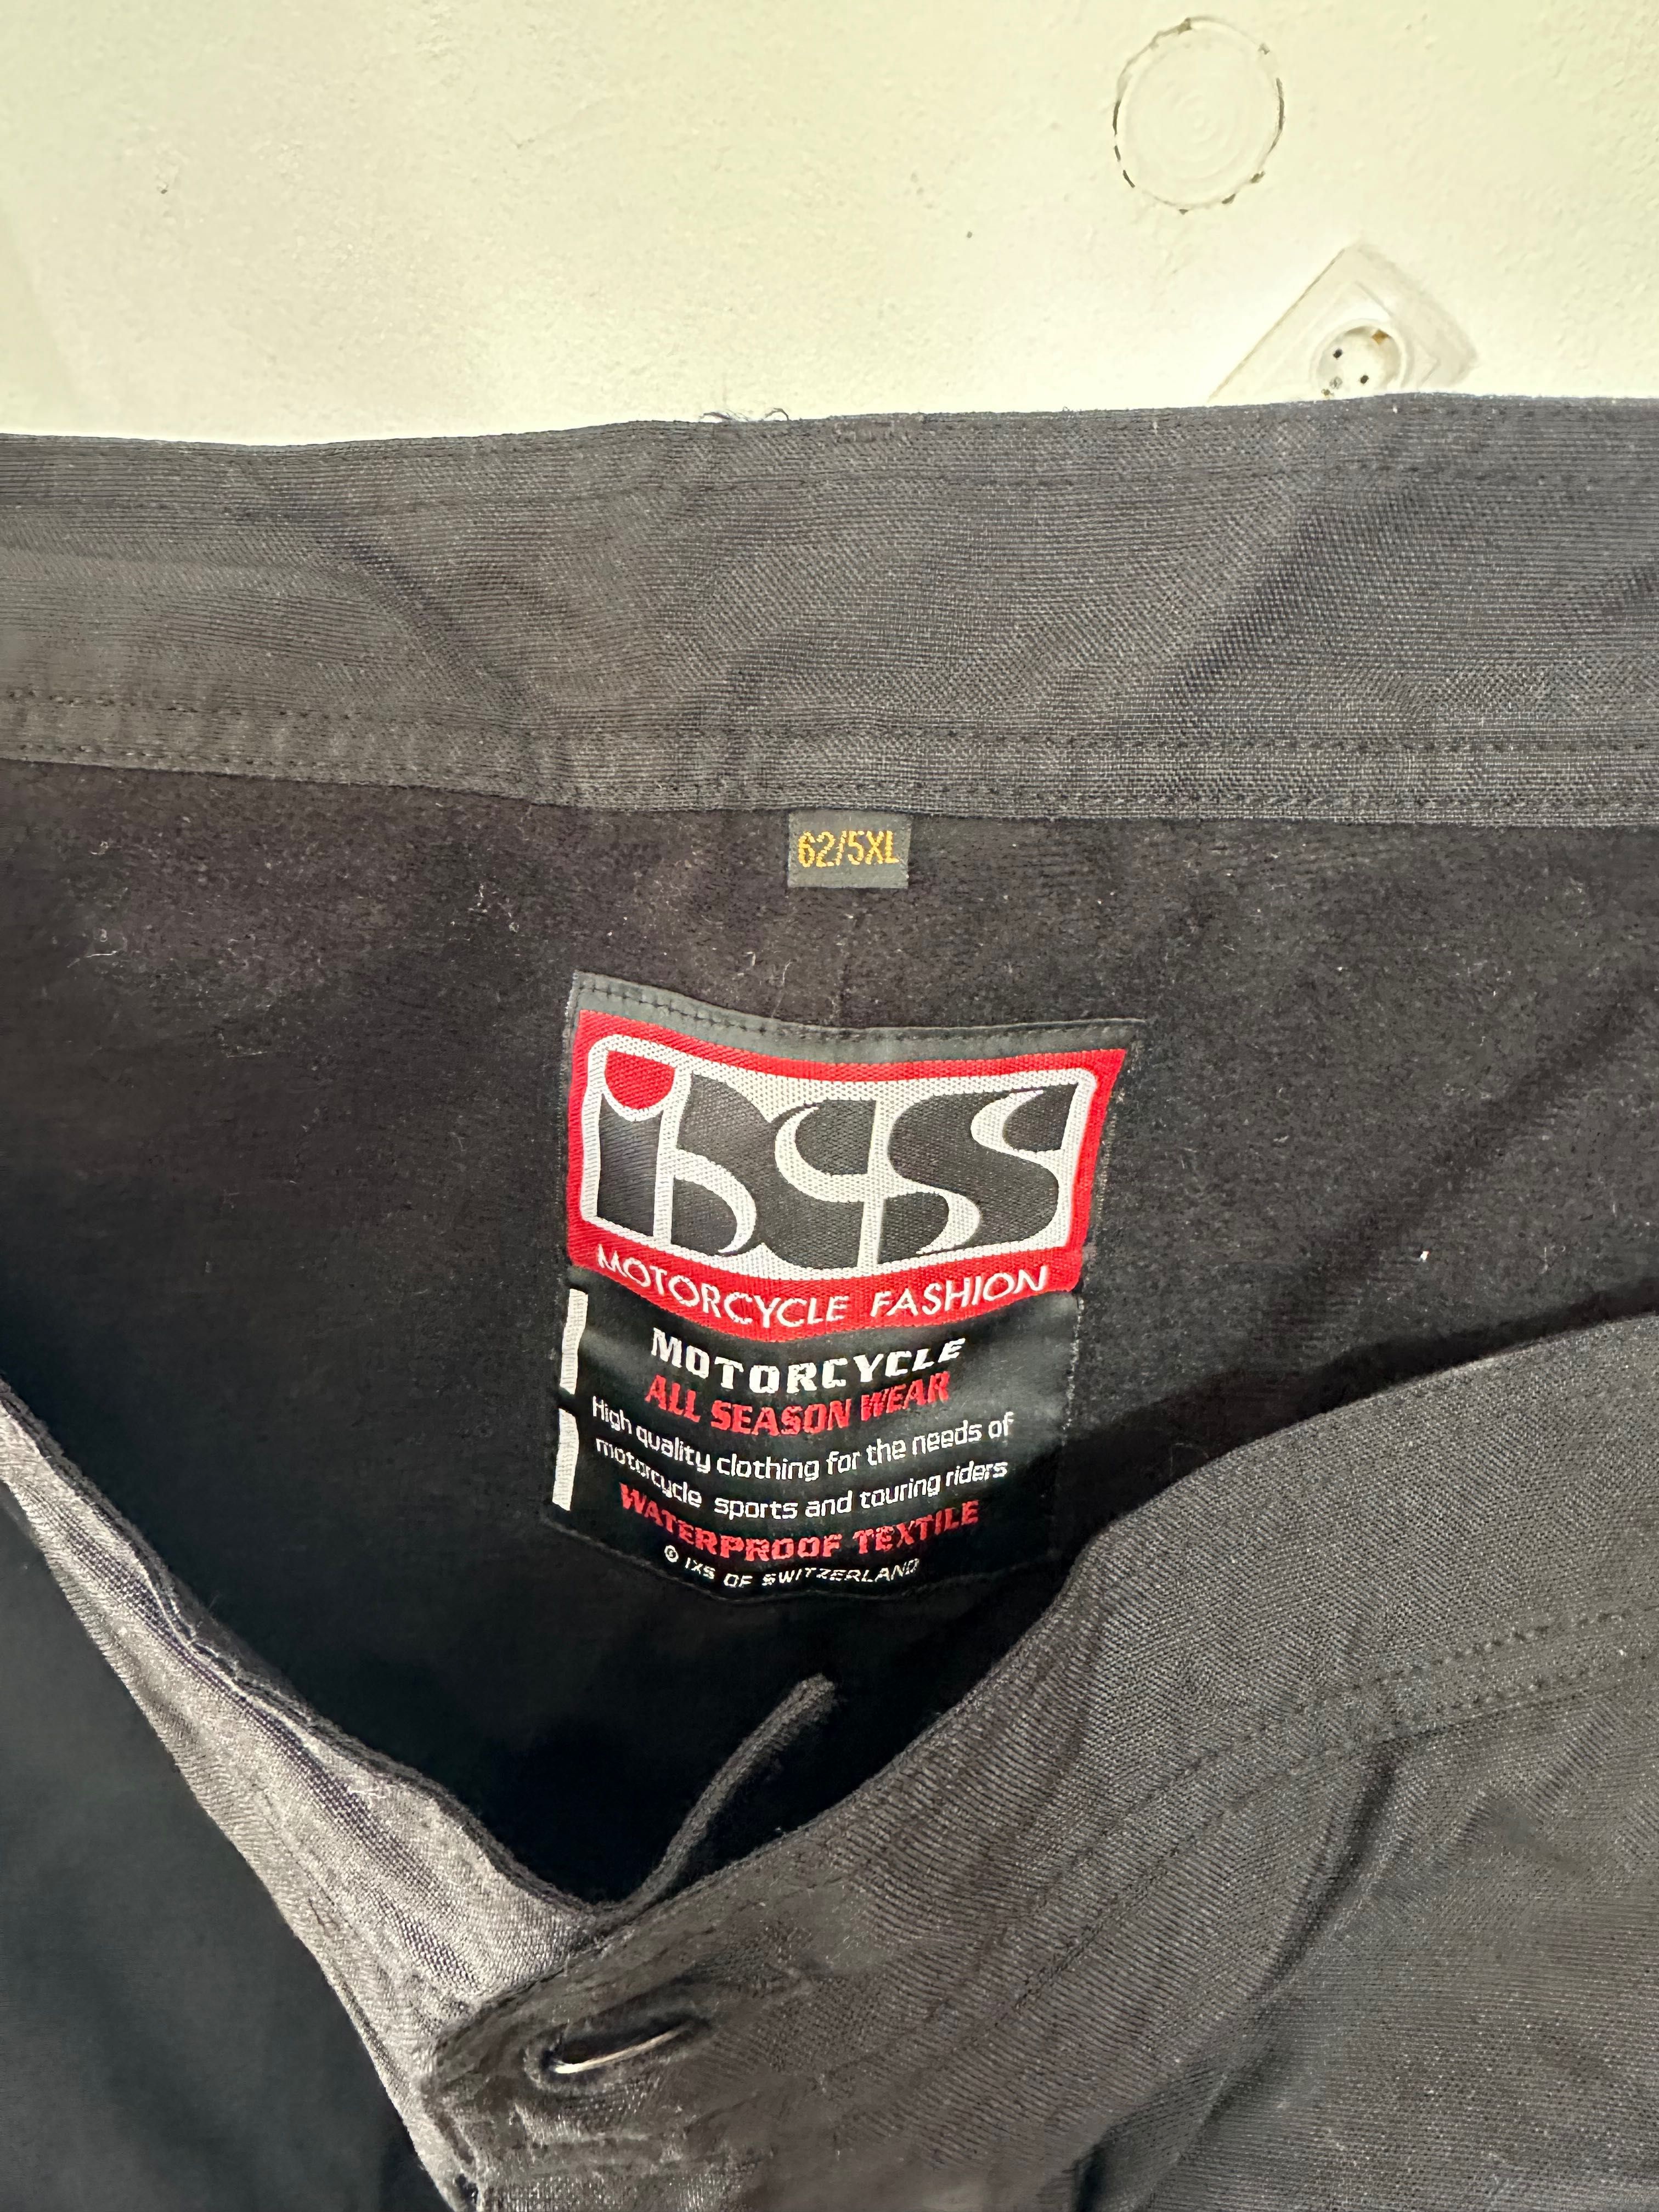 62/5XL
iXS
MOTORCYCLE FASHION
MOTORCYCLE
ALL SEASON WEAR
High quality clothing for the needs of
motorcycle sports and touring riders
WATERPROOF TEXTILE
© IXS OF SWITZERLAND